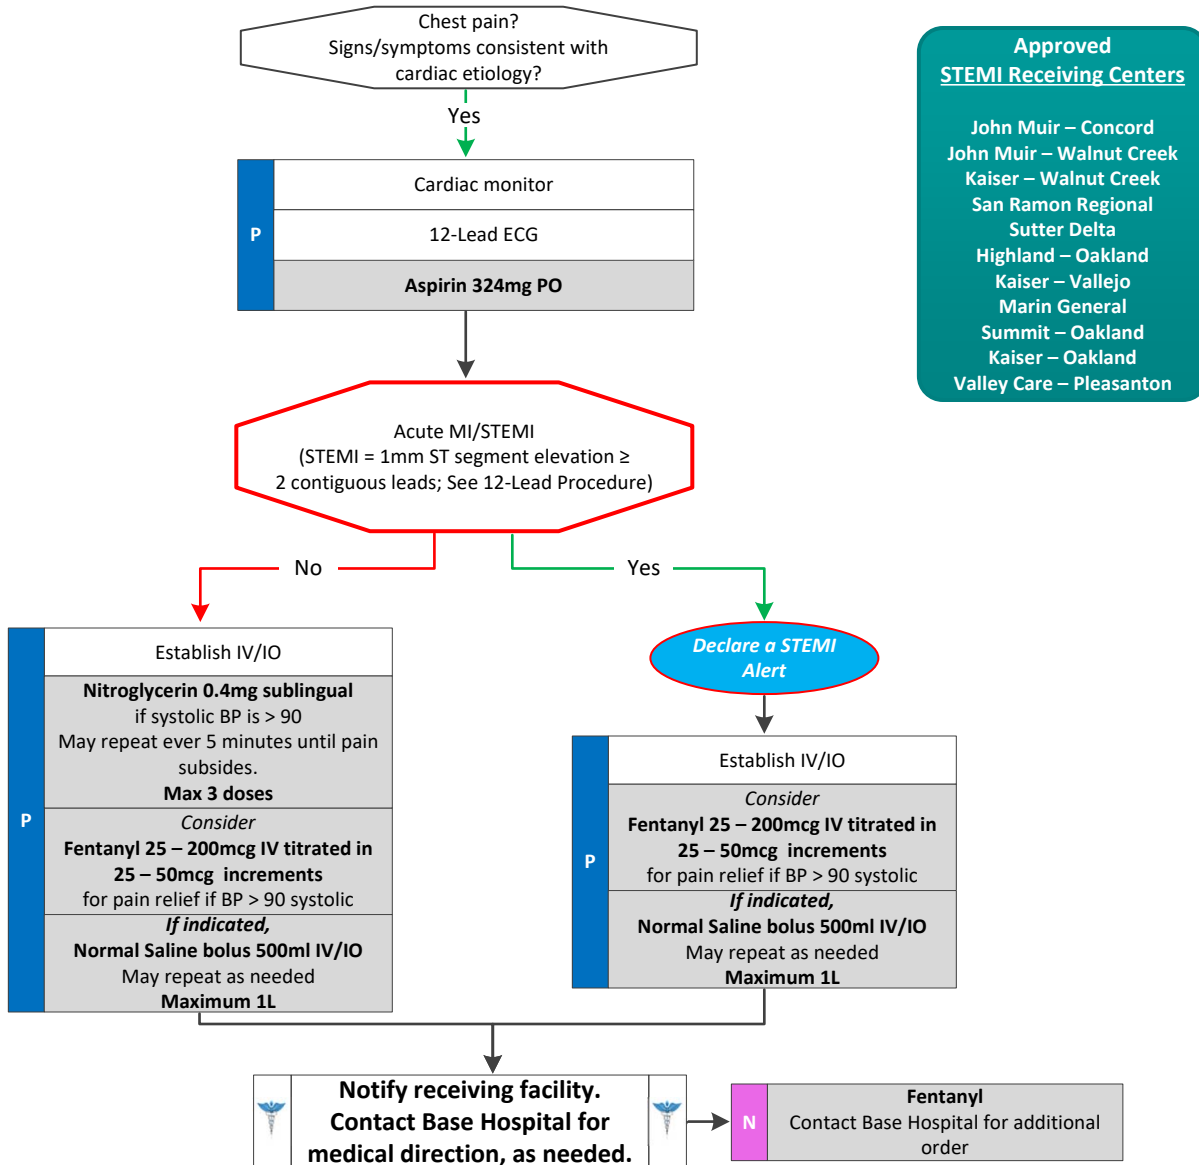 Chest pain?
Signs/symptoms consistent with
cardiac etiology?
Yes
P
Cardiac monitor
12-Lead ECG
Aspirin 324mg PO
Approved
STEMI Receiving Centers
John Muir – Concord
John Muir – Walnut Creek
Kaiser – Walnut Creek
San Ramon Regional
Sutter Delta
Highland – Oakland
Kaiser – Vallejo
Marin General
Summit – Oakland
Kaiser – Oakland
Valley Care – Pleasanton
Acute MI/STEMI
(STEMI = 1mm ST segment elevation ≥
2 contiguous leads; See 12-Lead Procedure)
No
Yes
P
Establish IV/IO
Nitroglycerin 0.4mg sublingual
if systolic BP is > 90
May repeat ever 5 minutes until pain
subsides.
Max 3 doses
Consider
Fentanyl 25 – 200mcg IV titrated in
25 – 50mcg increments
for pain relief if BP > 90 systolic
If indicated,
Normal Saline bolus 500ml IV/IO
May repeat as needed
Maximum 1L
Declare a STEMI
Alert
P
Establish IV/IO
Consider
Fentanyl 25 – 200mcg IV titrated in
25 – 50mcg increments
for pain relief if BP > 90 systolic
If indicated,
Normal Saline bolus 500ml IV/IO
May repeat as needed
Maximum 1L
Notify receiving facility.
Contact Base Hospital for
medical direction, as needed.
N
Fentanyl
Contact Base Hospital for additional
order